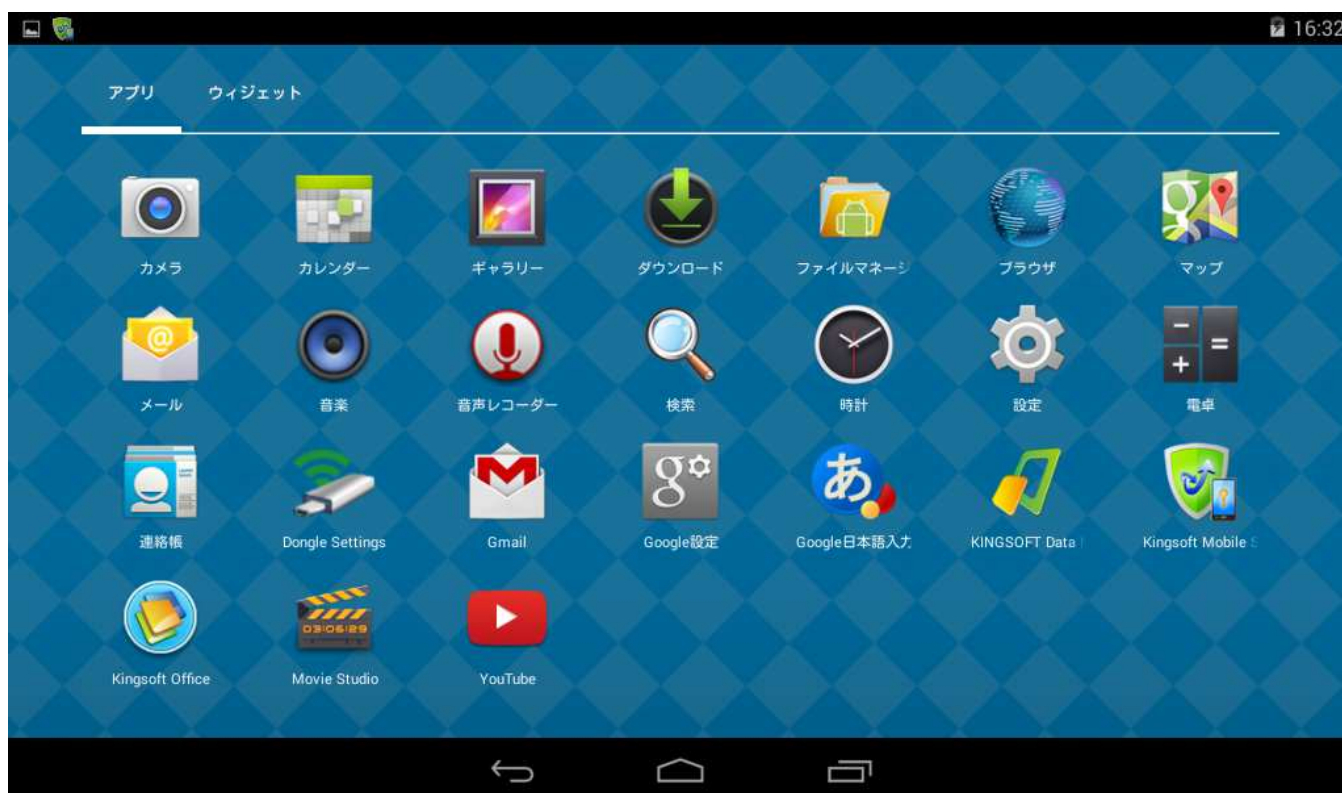 16:32
アプリ ウィジェット
カメラ カレンダー ギャラリー ダウンロード ファイルマネージ ブラウザ マップ
@
メール 音楽 音声レコーダー 検索 時計 設定 電卓
あ
連絡帳 Dongle Settings Gmail Google設定 Google日本語入力 KINGSOFT Data Kingsoft Mobile S
03:06:29
Kingsoft Office Movie Studio YouTube